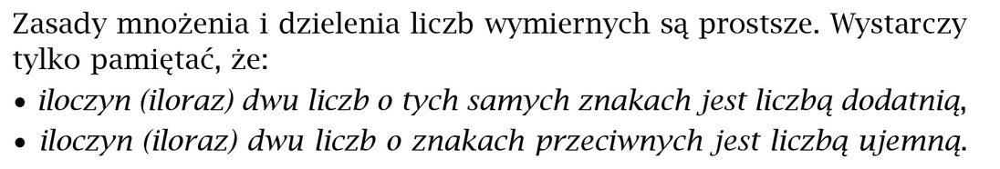 Zasady mnożenia i dzielenia liczb wymiernych są prostsze. Wystarczy
tylko pamiętać, że:
• iloczyn (iloraz) dwu liczb o tych samych znakach jest liczbą dodatnią,
• iloczyn (iloraz) dwu liczb o znakach przeciwnych jest liczbą ujemną.